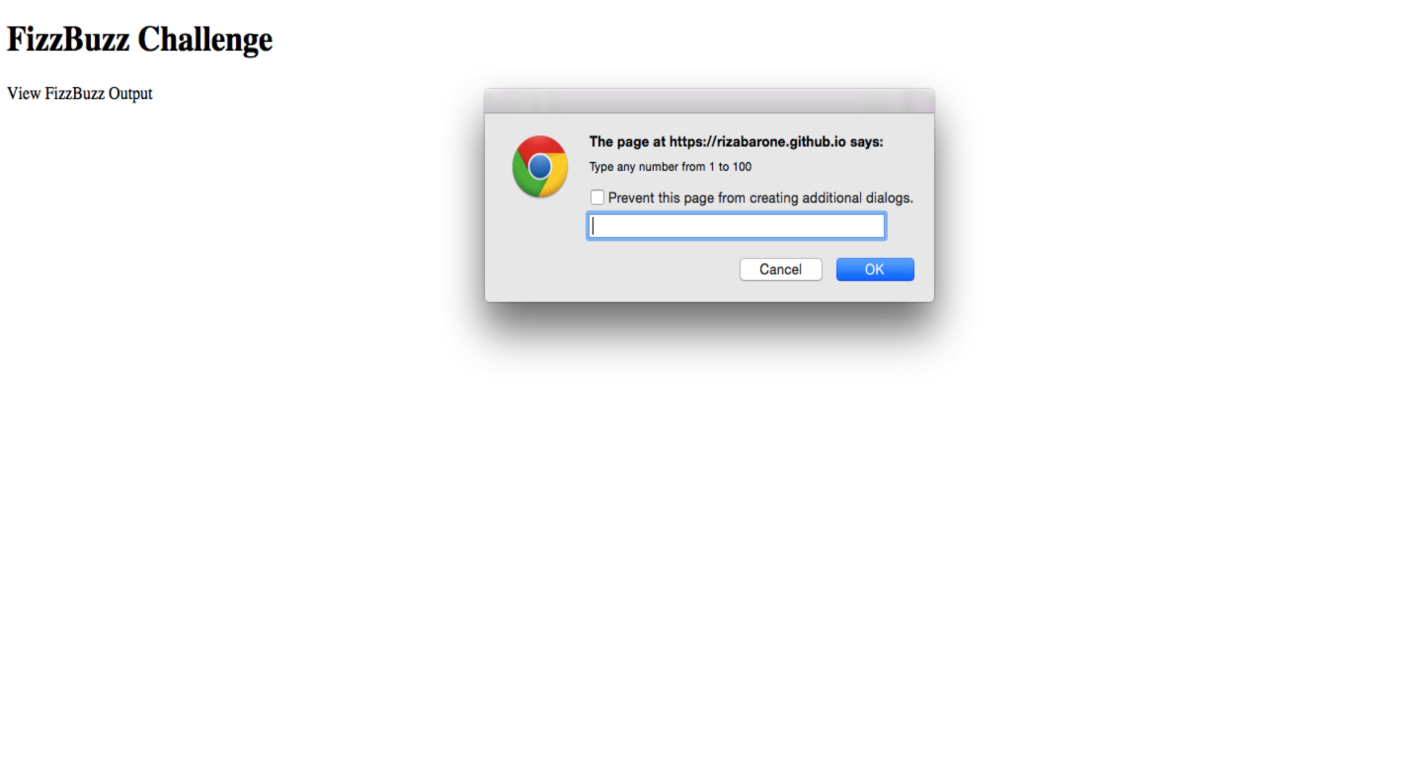 FizzBuzz Challenge
View FizzBuzz Output
The page at https://rizabarone.github.io says:
Type any number from 1 to 100
Prevent this page from creating additional dialogs.
Cancel
OK